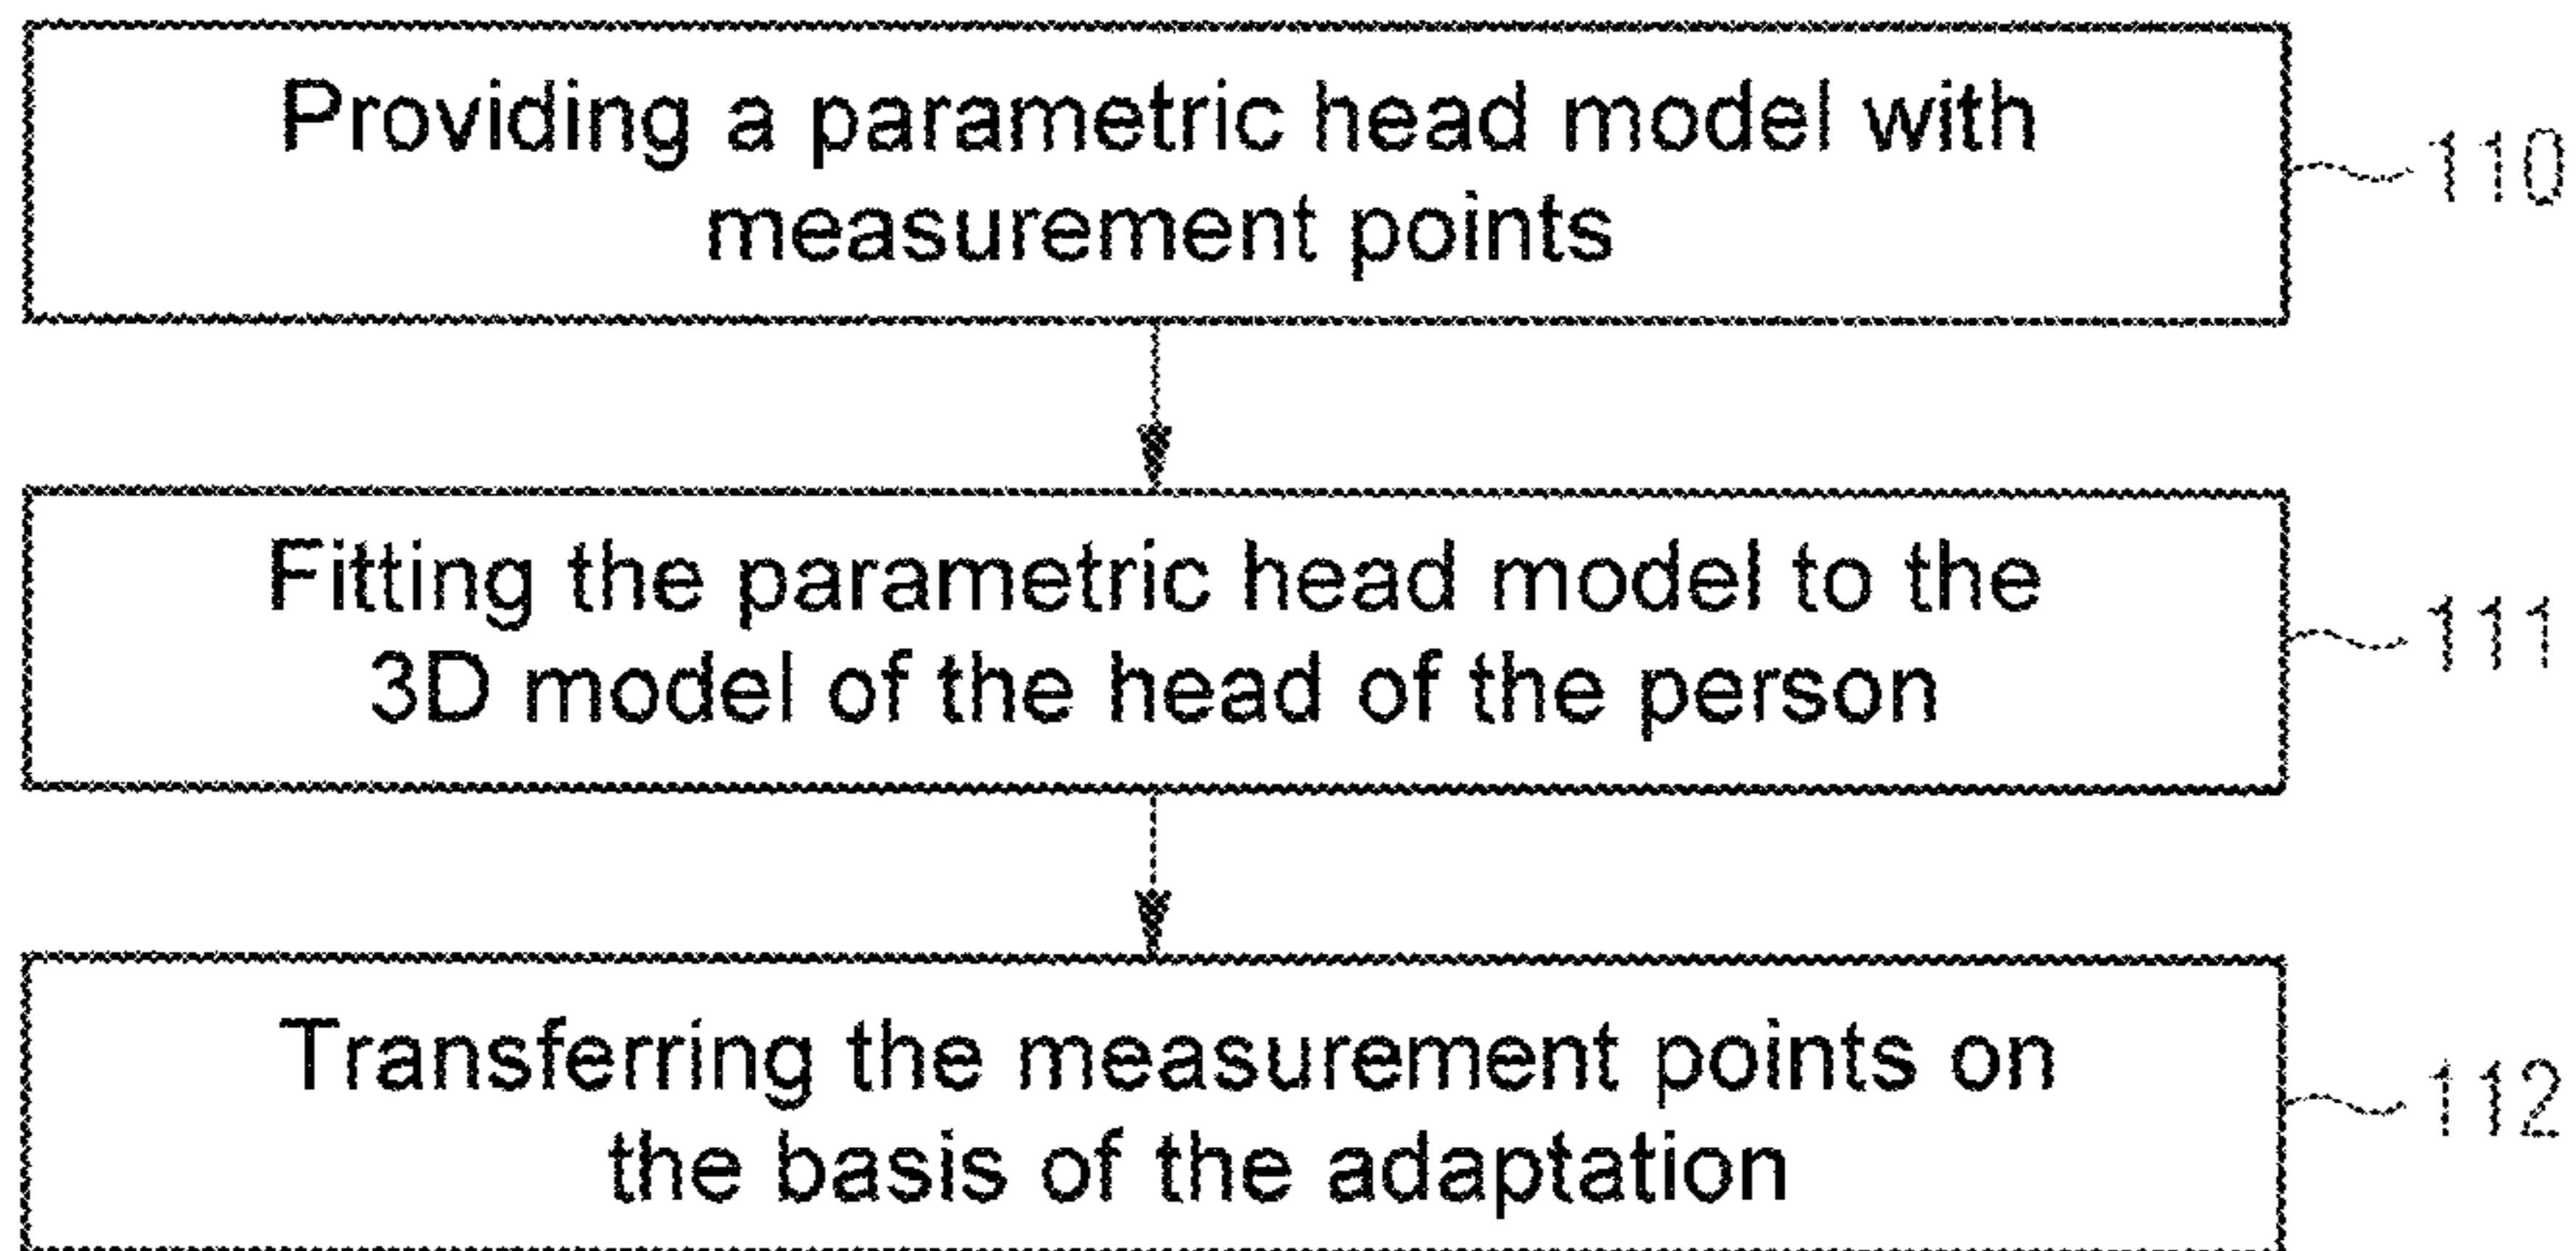 Providing a parametric head model with
measurement points
110
Fitting the parametric head model to the
3D model of the head of the person
111
Transferring the measurement points on
the basis of the adaptation
112